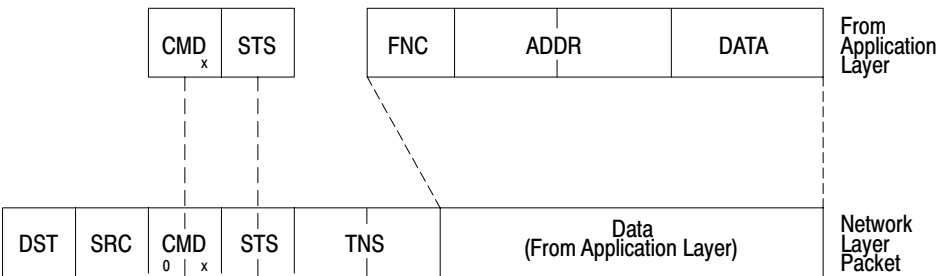 CMD STS FNC ADDR DATA
x
From
Application
Layer
DST SRC CMD STS TNS
0 x
Data
(From Application Layer)
Network
Layer
Packet